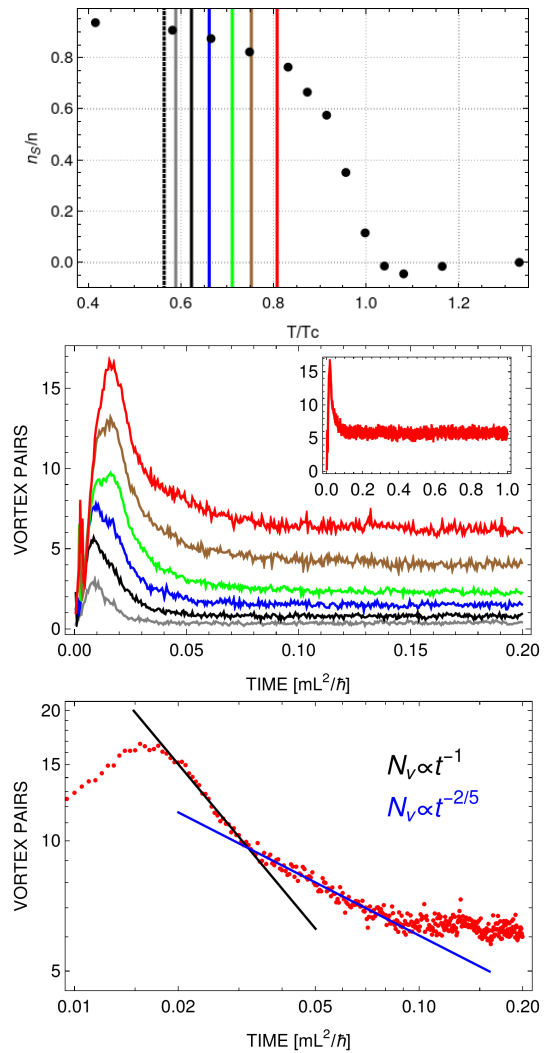 n_S/n
0.8
0.6
0.4
0.2
0.0
0.4 0.6 0.8 1.0 1.2
T/Tc
VORTEX PAIRS
15
10
5
0
15
10
5
0
0.0 0.2 0.4 0.6 0.8 1.0
0.00 0.05 0.10 0.15 0.20
TIME [mL²/ℏ]
VORTEX PAIRS
20
15
10
5
N_v∝t⁻¹
N_v∝t⁻²/⁵
0.01 0.02 0.05 0.10 0.20
TIME [mL²/ℏ]